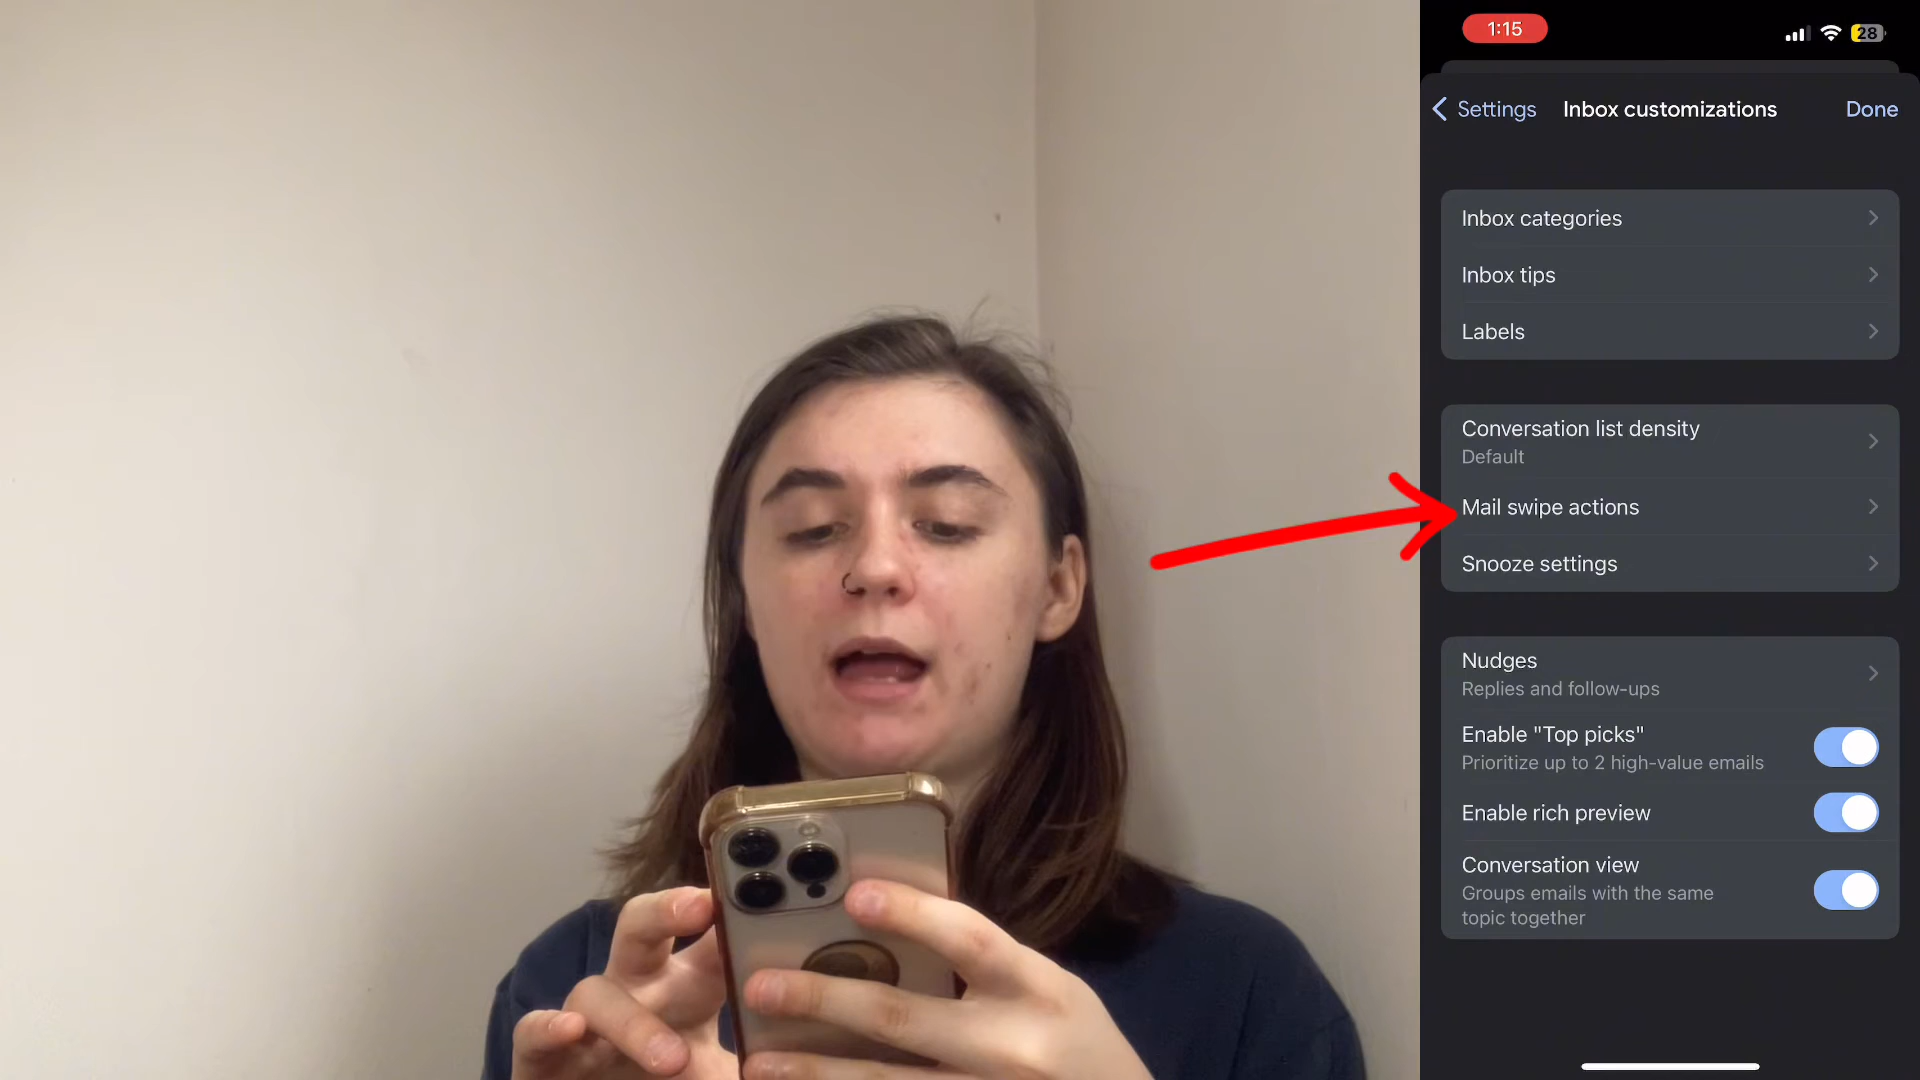 1:15
28
Settings
Inbox customizations
Done
Inbox categories
Inbox tips
Labels
Conversation list density
Default
Mail swipe actions
Snooze settings
Nudges
Replies and follow-ups
Enable "Top picks"
Prioritize up to 2 high-value emails
Enable rich preview
Conversation view
Groups emails with the same
topic together